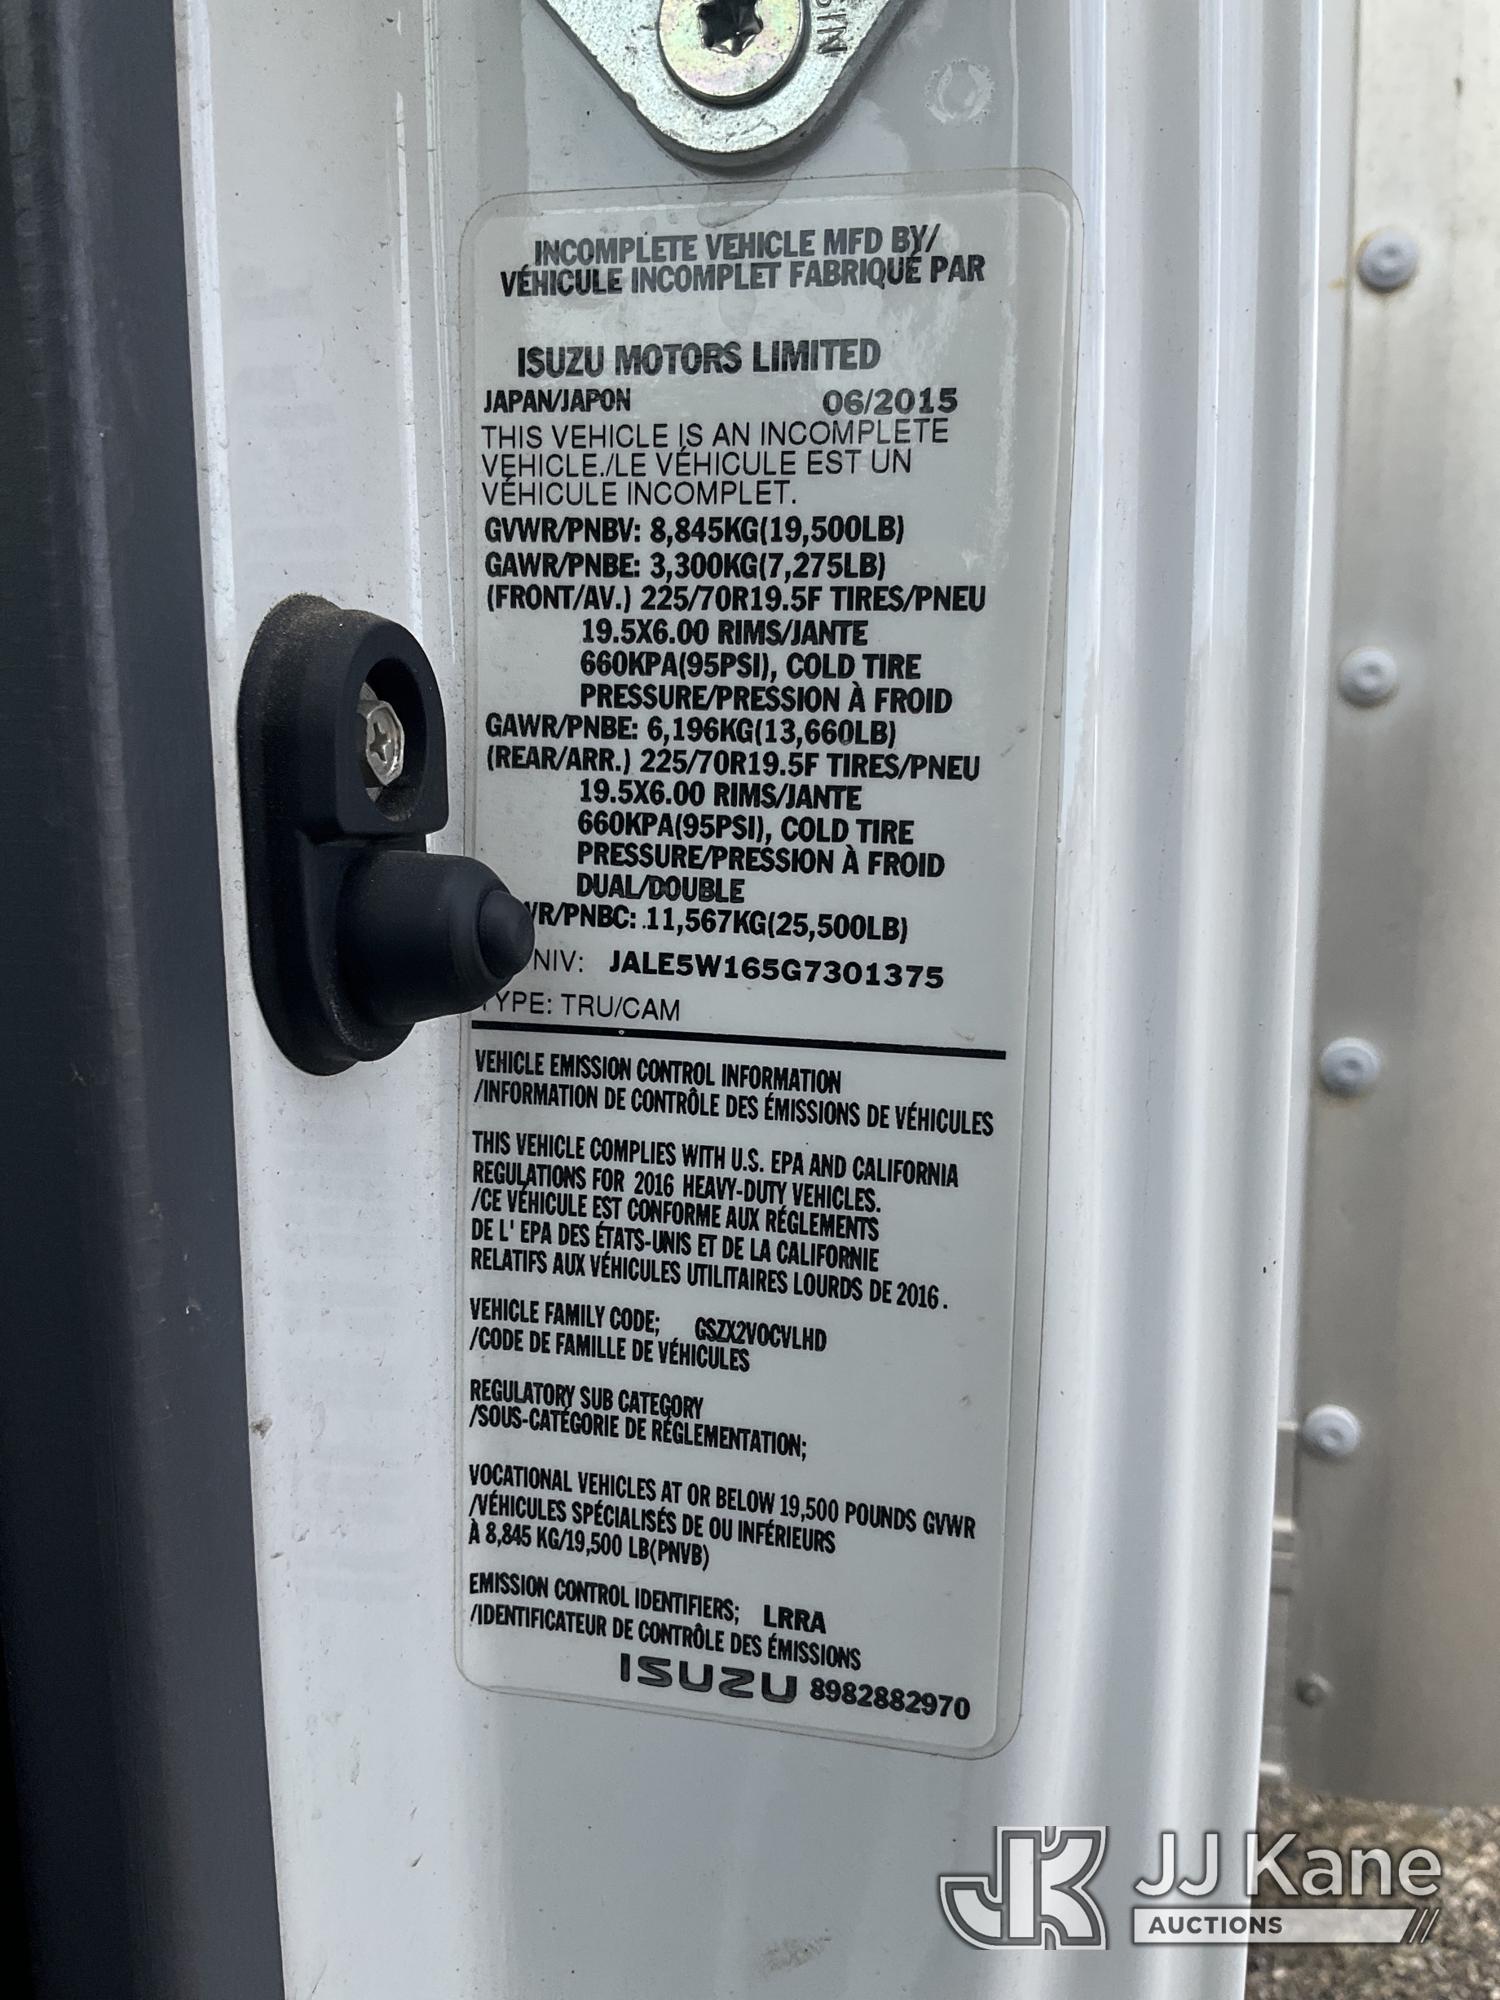 INCOMPLETE VEHICLE MFD BY/
VÉHICULE INCOMPLET FABRIQUÉ PAR
ISUZU MOTORS LIMITED
JAPAN/JAPON 06/2015
THIS VEHICLE IS AN INCOMPLETE
VEHICLE./LE VÉHICULE EST UN
VÉHICULE INCOMPLET.
GVWR/PNBV: 8,845KG(19,500LB)
GAWR/PNBE: 3,300KG(7,275LB)
(FRONT/AV.) 225/70R19.5F TIRES/PNEU
19.5X6.00 RIMS/JANTE
660KPA(95PSI), COLD TIRE
PRESSURE/PRESSION À FROID
GAWR/PNBE: 6,196KG(13,660LB)
(REAR/ARR.) 225/70R19.5F TIRES/PNEU
19.5X6.00 RIMS/JANTE
660KPA(95PSI), COLD TIRE
PRESSURE/PRESSION À FROID
DUAL/DOUBLE
WR/PNBC: 11,567KG(25,500LB)
NIV: JALE5W165G7301375
TYPE: TRU/CAM
VEHICLE EMISSION CONTROL INFORMATION
/INFORMATION DE CONTRÔLE DES ÉMISSIONS DE VÉHICULES
THIS VEHICLE COMPLIES WITH U.S. EPA AND CALIFORNIA
REGULATIONS FOR 2016 HEAVY-DUTY VEHICLES.
/CE VÉHICULE EST CONFORME AUX RÉGLEMENTS
DE L' EPA DES ÉTATS-UNIS ET DE LA CALIFORNIE
RELATIFS AUX VÉHICULES UTILITAIRES LOURDS DE 2016.
VEHICLE FAMILY CODE; GSZX2VOCVLHD
/CODE DE FAMILLE DE VÉHICULES
REGULATORY SUB CATEGORY
/SOUS-CATÉGORIE DE RÉGLEMENTATION;
VOCATIONAL VEHICLES AT OR BELOW 19,500 POUNDS GVWR
/VÉHICULES SPÉCIALISÉS DE OU INFÉRIEURS
À 8,845 KG/19,500 LB(PNVB)
EMISSION CONTROL IDENTIFIERS; LRRA
/IDENTIFICATEUR DE CONTRÔLE DES ÉMISSIONS
ISUZU 8982882970
JK JJ Kane
AUCTIONS